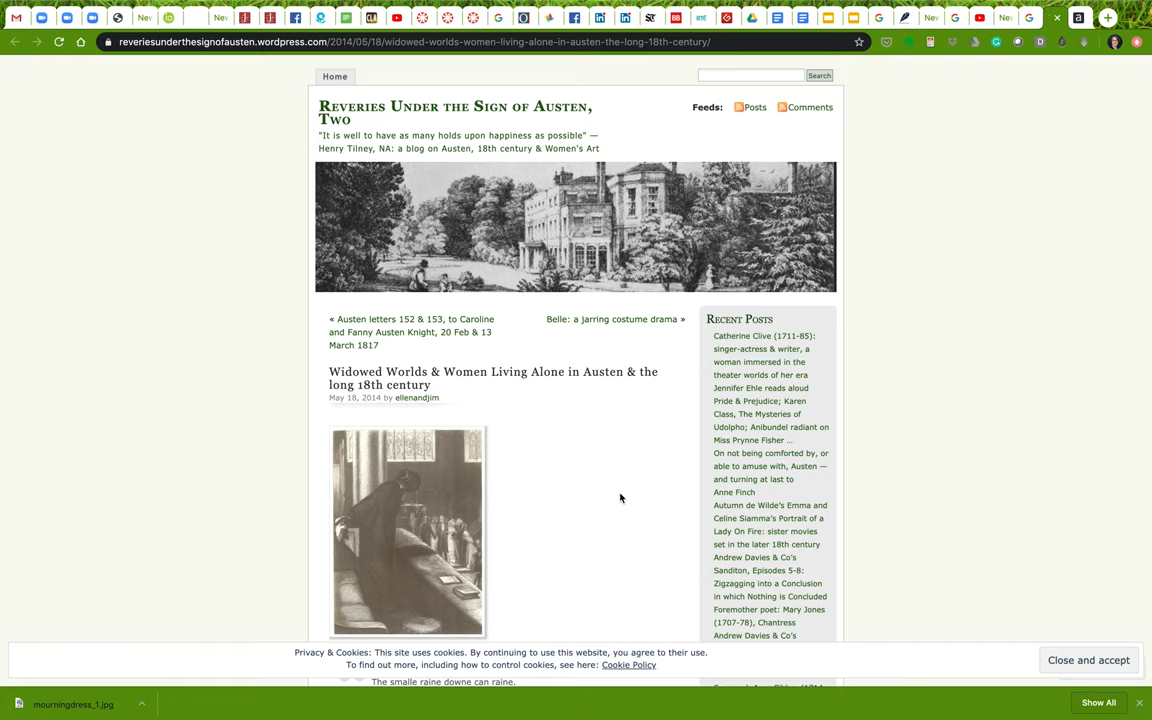 Nev
Nev
CLA
RTÉ
BB
Nev
Nev
reveriesunderthesignofausten.wordpress.com/2014/05/18/widowed-worlds-women-living-alone-in-austen-the-long-18th-century/
Home
Search
Reveries Under the Sign of Austen,
Two
Feeds: Posts Comments
"It is well to have as many holds upon happiness as possible" —
Henry Tilney, NA: a blog on Austen, 18th century & Women's Art
« Austen letters 152 & 153, to Caroline
and Fanny Austen Knight, 20 Feb & 13
March 1817
Belle: a jarring costume drama »
Widowed Worlds & Women Living Alone in Austen & the
long 18th century
May 18, 2014 by ellenandjim
Recent Posts
Catherine Clive (1711-85):
singer-actress & writer, a
woman immersed in the
theater worlds of her era
Jennifer Ehle reads aloud
Pride & Prejudice; Karen
Class, The Mysteries of
Udolpho; Anibundel radiant on
Miss Prynne Fisher ...
On not being comforted by, or
able to amuse with, Austen —
and turning at last to
Anne Finch
Autumn de Wilde's Emma and
Celine Siamma's Portrait of a
Lady On Fire: sister movies
set in the later 18th century
Andrew Davies & Co's
Sanditon, Episodes 5-8:
Zigzagging into a Conclusion
in which Nothing is Concluded
Foremother poet: Mary Jones
(1707-78), Chantress
Andrew Davies & Co's
Privacy & Cookies: This site uses cookies. By continuing to use this website, you agree to their use.
To find out more, including how to control cookies, see here: Cookie Policy
Close and accept
The smalle raine downe can raine.
mourningdress_1.jpg
Show All